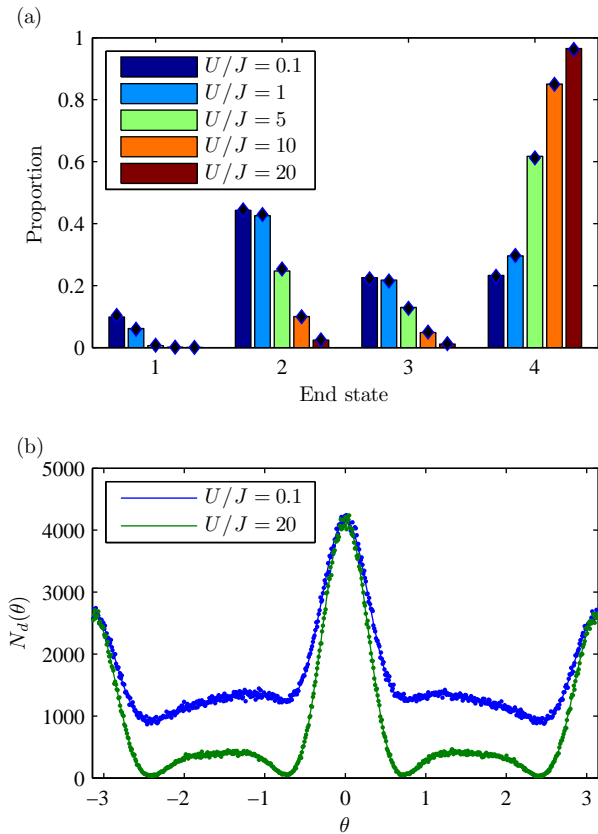 (a)
1
0.8
0.6
0.4
0.2
0
Proportion
U/J = 0.1
U/J = 1
U/J = 5
U/J = 10
U/J = 20
1 2 3 4
End state
(b)
5000
4000
3000
2000
1000
0
N_d(θ)
U/J = 0.1
U/J = 20
−3 −2 −1 0 1 2 3
θ